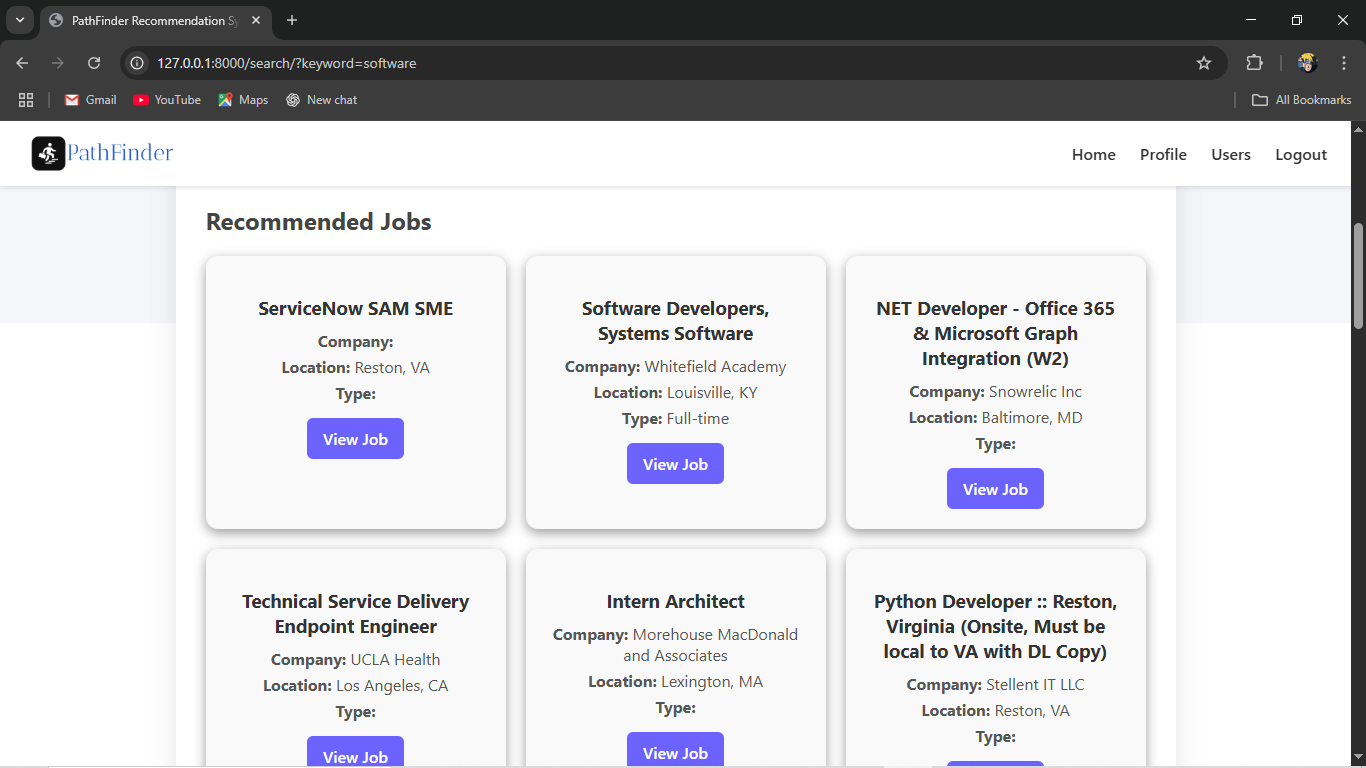 PathFinder Recommendation Sy
127.0.0.1:8000/search/?keyword=software
Gmail
YouTube
Maps
New chat
All Bookmarks
PathFinder
Home
Profile
Users
Logout
Recommended Jobs
ServiceNow SAM SME
Company:
Location: Reston, VA
Type:
View Job
Software Developers,
Systems Software
Company: Whitefield Academy
Location: Louisville, KY
Type: Full-time
View Job
NET Developer - Office 365
& Microsoft Graph
Integration (W2)
Company: Snowrelic Inc
Location: Baltimore, MD
Type:
View Job
Technical Service Delivery
Endpoint Engineer
Company: UCLA Health
Location: Los Angeles, CA
Type:
View Job
Intern Architect
Company: Morehouse MacDonald
and Associates
Location: Lexington, MA
Type:
View Job
Python Developer :: Reston,
Virginia (Onsite, Must be
local to VA with DL Copy)
Company: Stellent IT LLC
Location: Reston, VA
Type: